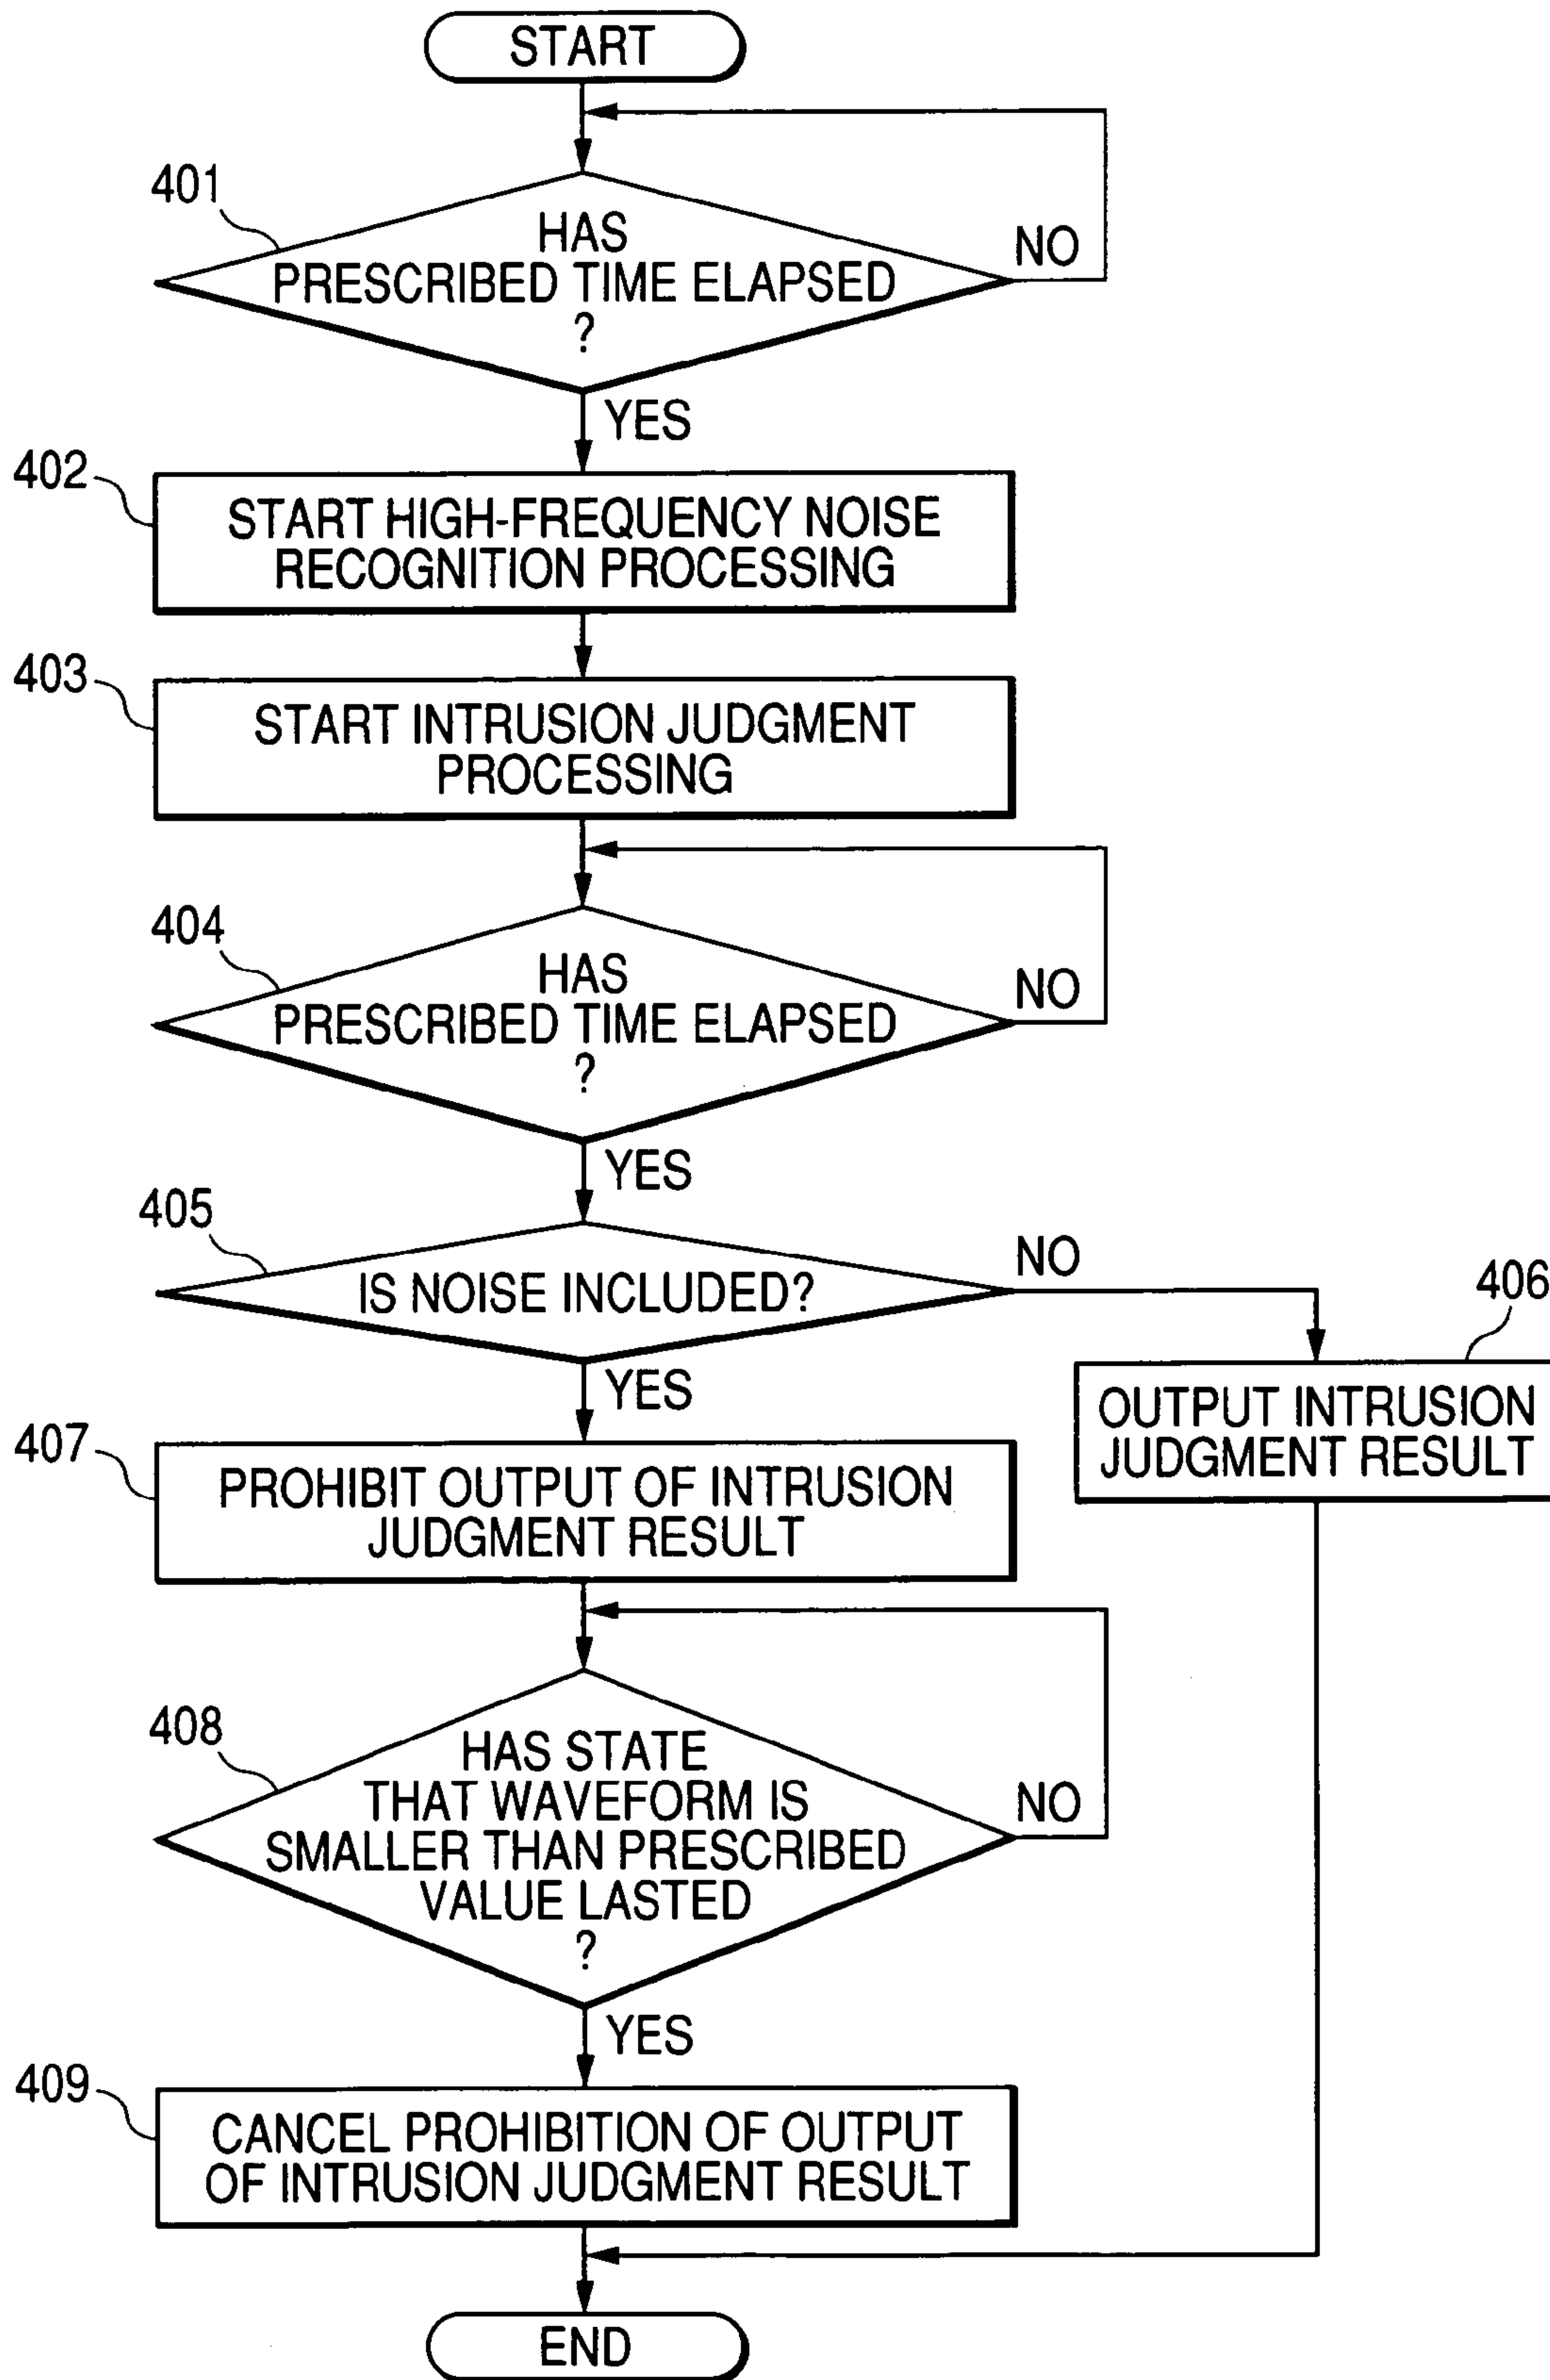 START
401
HAS
PRESCRIBED TIME ELAPSED
?
NO
YES
402
START HIGH-FREQUENCY NOISE
RECOGNITION PROCESSING
403
START INTRUSION JUDGMENT
PROCESSING
404
HAS
PRESCRIBED TIME ELAPSED
?
NO
YES
405
IS NOISE INCLUDED?
NO
406
OUTPUT INTRUSION
JUDGMENT RESULT
YES
407
PROHIBIT OUTPUT OF INTRUSION
JUDGMENT RESULT
408
HAS STATE
THAT WAVEFORM IS
SMALLER THAN PRESCRIBED
VALUE LASTED
?
NO
YES
409
CANCEL PROHIBITION OF OUTPUT
OF INTRUSION JUDGMENT RESULT
END